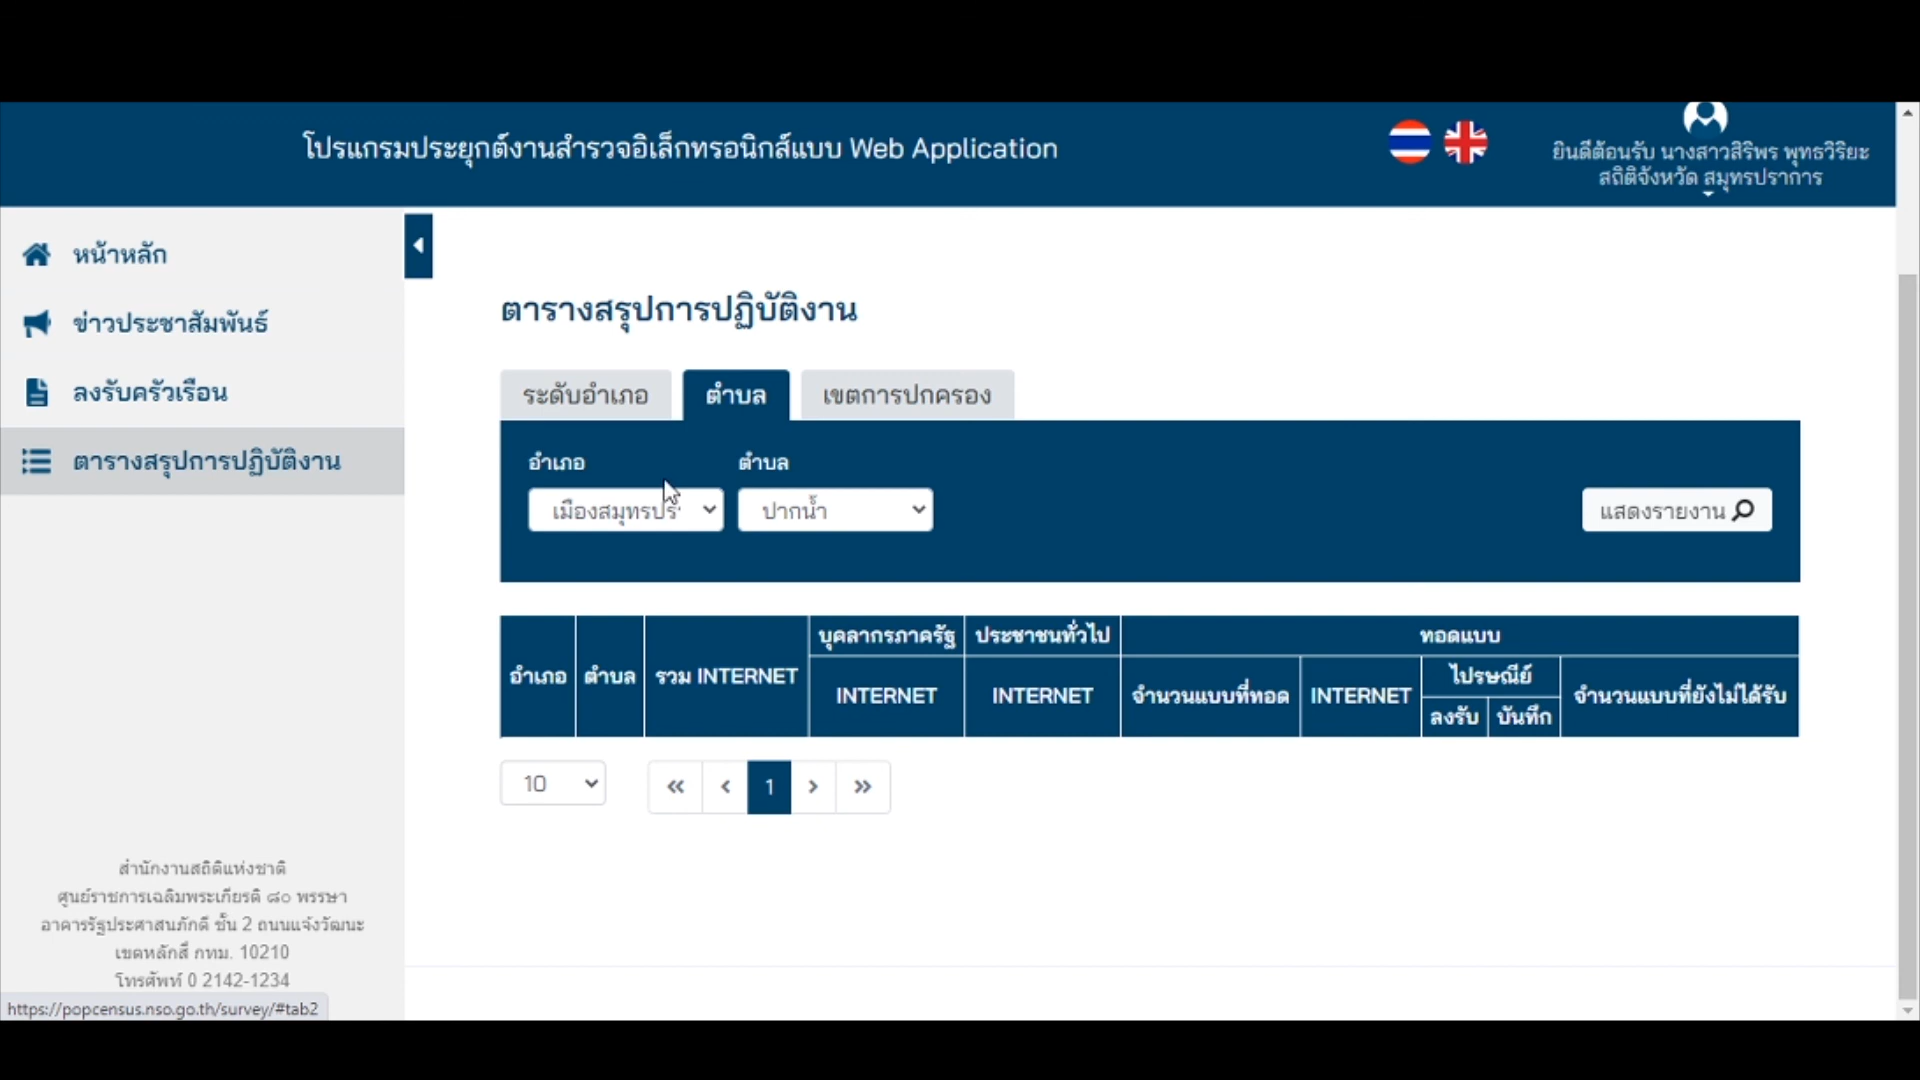 โปรแกรมประยุกต์งานสำรวจอิเล็กทรอนิกส์แบบ Web Application
ยินดีต้อนรับ นางสาวสิริพร พุทธวิริยะ
สถิติจังหวัด สมุทรปราการ
หน้าหลัก
ข่าวประชาสัมพันธ์
ลงรับครัวเรือน
ตารางสรุปการปฏิบัติงาน
ตารางสรุปการปฏิบัติงาน
ระดับอำเภอ ตำบล เขตการปกครอง
อำเภอ ตำบล
เมืองสมุทรปร ปากน้ำ แสดงรายงาน
บุคลากรภาครัฐ ประชาชนทั่วไป ทอดแบบ
อำเภอ ตำบล รวม INTERNET INTERNET INTERNET จำนวนแบบที่ทอด INTERNET ไปรษณีย์ จำนวนแบบที่ยังไม่ได้รับ
ลงรับ บันทึก
10 « ‹ 1 › »
สำนักงานสถิติแห่งชาติ
ศูนย์ราชการเฉลิมพระเกียรติ ๘๐ พรรษา
อาคารรัฐประศาสนภักดี ชั้น 2 ถนนแจ้งวัฒนะ
เขตหลักสี่ กทม. 10210
โทรศัพท์ 0 2142-1234
https://popcensus.nso.go.th/survey/#tab2